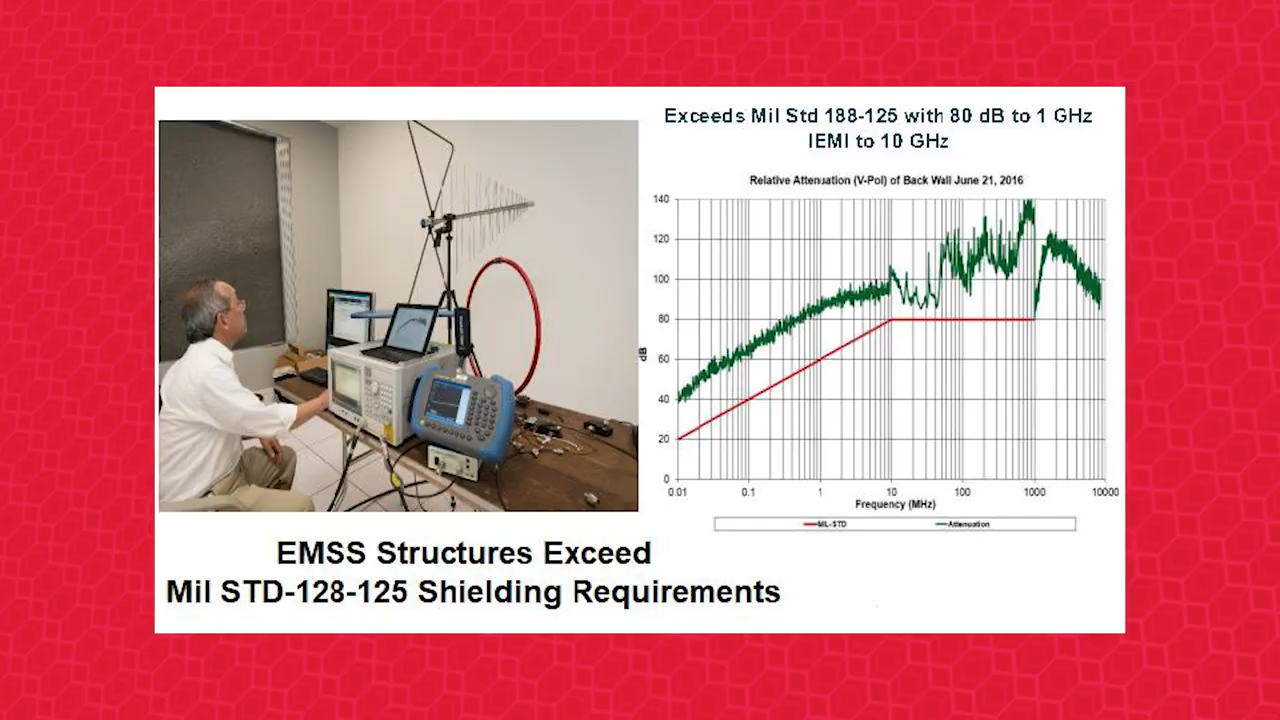 Exceeds Mil Std 188-125 with 80 dB to 1 GHz
IEMI to 10 GHz
Relative Attenuation (V-Pol) of Back Wall June 21, 2016
140
120
100
80
60
40
20
0
dB
0.01 0.1 1 10 100 1000 10000
Frequency (MHz)
MIL-STD Attenuation
EMSS Structures Exceed
Mil STD-128-125 Shielding Requirements